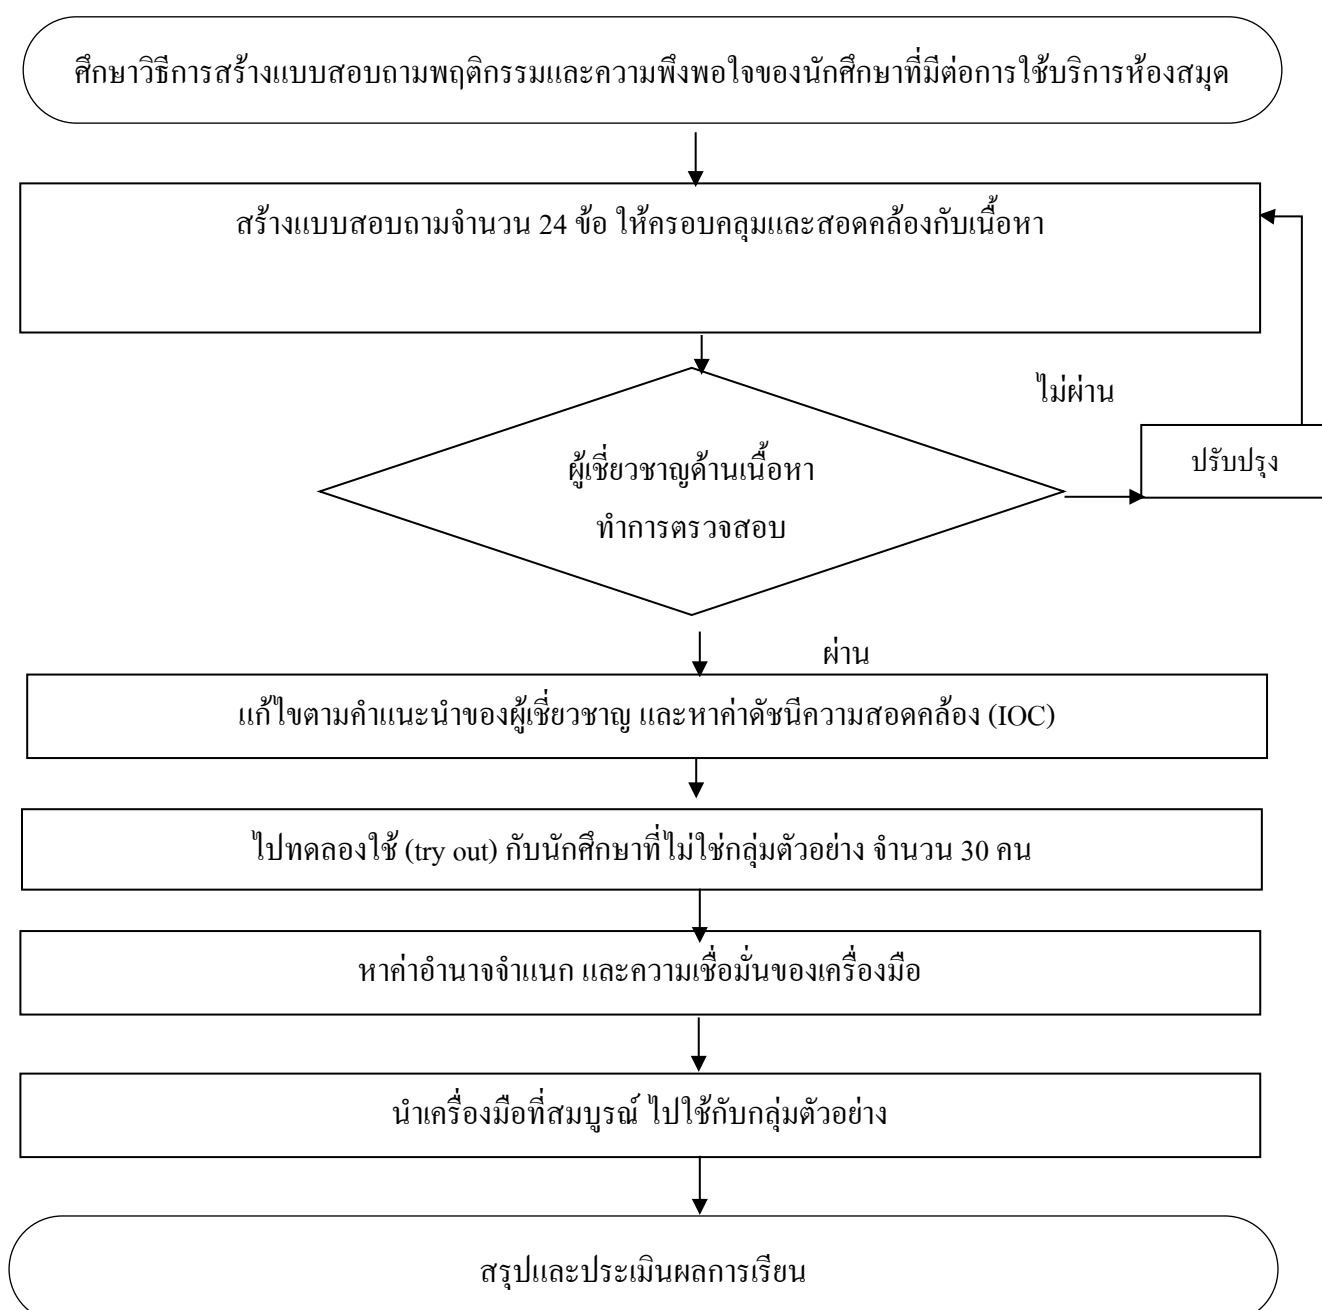 ศึกษาวิธีการสร้างแบบสอบถามพฤติกรรมและความพึงพอใจของนักศึกษาที่มีต่อการใช้บริการห้องสมุด
สร้างแบบสอบถามจำนวน 24 ข้อ ให้ครอบคลุมและสอดคล้องกับเนื้อหา
ไม่ผ่าน
ผู้เชี่ยวชาญด้านเนื้อหา
ทำการตรวจสอบ
ปรับปรุง
ผ่าน
แก้ไขตามคำแนะนำของผู้เชี่ยวชาญ และหาค่าดัชนีความสอดคล้อง (IOC)
ไปทดลองใช้ (try out) กับนักศึกษาที่ไม่ใช่กลุ่มตัวอย่าง จำนวน 30 คน
หาค่าอำนาจจำแนก และความเชื่อมั่นของเครื่องมือ
นำเครื่องมือที่สมบูรณ์ ไปใช้กับกลุ่มตัวอย่าง
สรุปและประเมินผลการเรียน